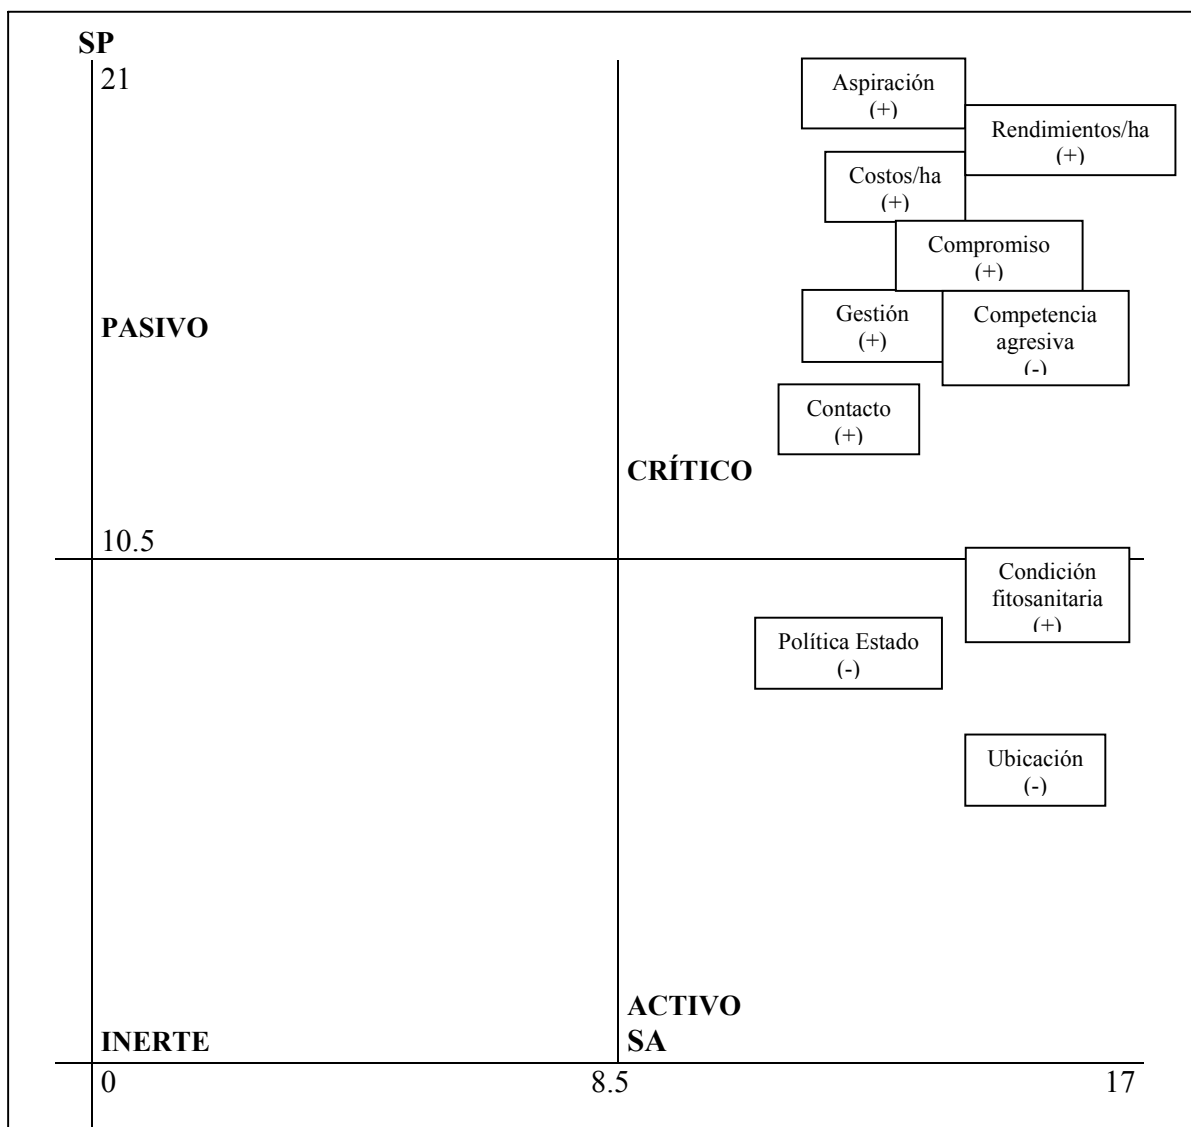 SP
21
Aspiración
(+)
Rendimientos/ha
(+)
Costos/ha
(+)
Compromiso
(+)
PASIVO
Gestión
(+)
Competencia
agresiva
(-)
Contacto
(+)
CRÍTICO
10.5
Condición
fitosanitaria
(+)
Política Estado
(-)
Ubicación
(-)
ACTIVO
INERTE
SA
0
8.5
17